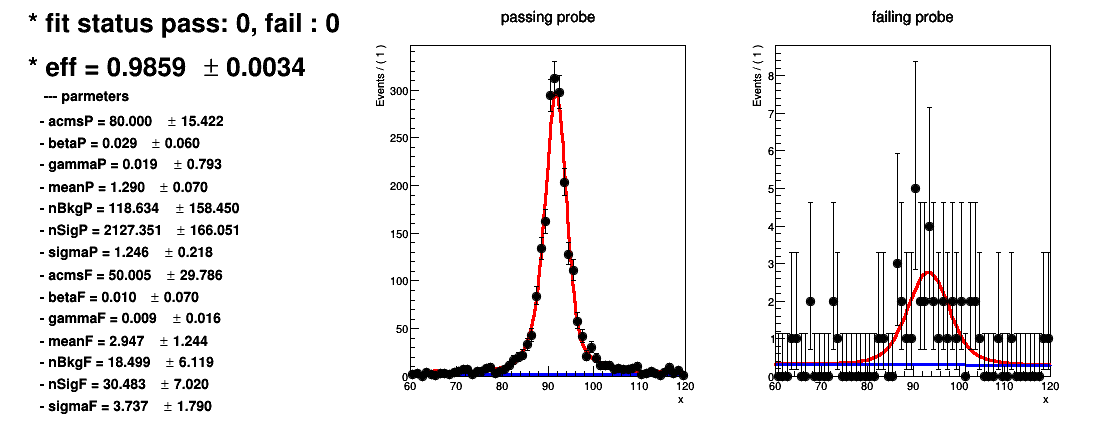 * fit status pass: 0, fail : 0
* eff = 0.9859 ± 0.0034
--- parmeters
- acmsP = 80.000 ± 15.422
- betaP = 0.029 ± 0.060
- gammaP = 0.019 ± 0.793
- meanP = 1.290 ± 0.070
- nBkgP = 118.634 ± 158.450
- nSigP = 2127.351 ± 166.051
- sigmaP = 1.246 ± 0.218
- acmsF = 50.005 ± 29.786
- betaF = 0.010 ± 0.070
- gammaF = 0.009 ± 0.016
- meanF = 2.947 ± 1.244
- nBkgF = 18.499 ± 6.119
- nSigF = 30.483 ± 7.020
- sigmaF = 3.737 ± 1.790
passing probe
Events / ( 1 )
300
250
200
150
100
50
0
60 70 80 90 100 110 120
x
failing probe
Events / ( 1 )
8
7
6
5
4
3
2
1
0
60 70 80 90 100 110 120
x